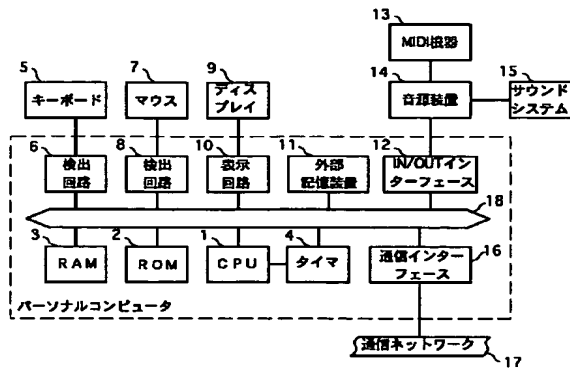 13
MIDI機器
5
7
9
14
15
キーボード
マウス
ディス
プレイ
音源装置
サウンド
システム
6
8
10
11
12
検出
回路
検出
回路
表示
回路
外部
記憶装置
IN/OUTイン
ターフェース
18
3
2
1
4
RAM
ROM
CPU
タイマ
通信インター
フェース
16
パーソナルコンピュータ
通信ネットワーク
17